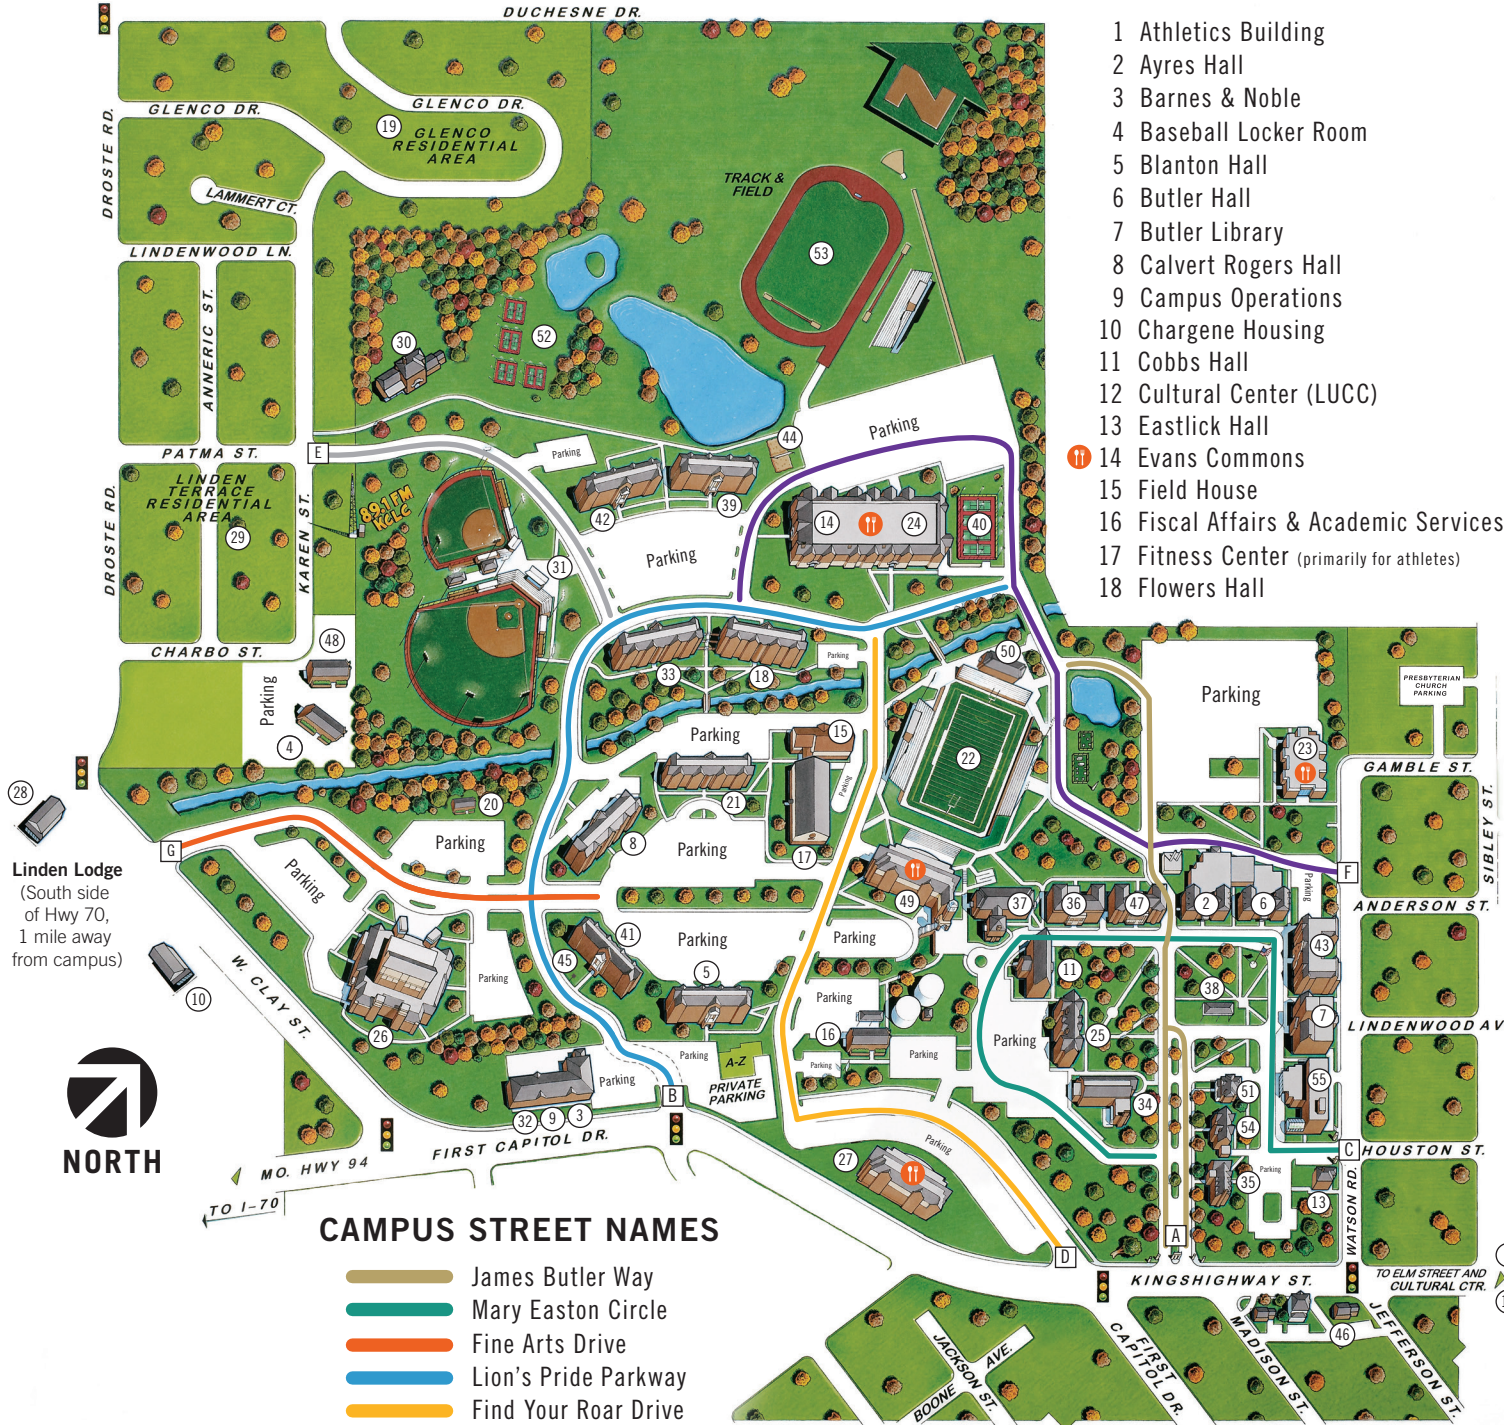 DUCHESNE DR.
DROSTE RD.
GLENCO DR.
GLENCO DR.
19
GLENCO
RESIDENTIAL
AREA
LAMMERT CT.
LINDENWOOD LN.
ANNERIC ST.
PATMA ST.
E
LINDEN
TERRACE
RESIDENTIAL
AREA
29
DROSTE RD.
KAREN ST.
CHARBO ST.
TRACK &
FIELD
53
30
52
44
Parking
Parking
42
39
89.1 FM
KCLC
31
Parking
14
24
40
48
Parking
4
33
18
Parking
50
Parking
15
22
Parking
21
Parking
17
8
20
Parking
Parking
G
28
Linden Lodge
(South side
of Hwy 70,
1 mile away
from campus)
10
W. CLAY ST.
26
Parking
41
45
Parking
5
Parking
49
37
36
47
2
6
Parking
F
Parking
23
PRESBYTERIAN
CHURCH
PARKING
GAMBLE ST.
SIBLEY ST.
ANDERSON ST.
43
11
38
7
LINDENWOOD AV
Parking
16
Parking
Parking
Parking
25
34
51
54
55
35
Parking
13
C
HOUSTON ST.
WATSON RD.
A-Z
PRIVATE
PARKING
Parking
Parking
B
32
9
3
FIRST CAPITOL DR.
MO. HWY 94
TO I-70
NORTH
27
Parking
D
A
KINGSHIGHWAY ST.
TO ELM STREET AND
CULTURAL CTR.
1
46
JACKSON ST.
BOONE AVE.
FIRST
CAPITOL DR.
MADISON ST.
JEFFERSON ST.
1 Athletics Building
2 Ayres Hall
3 Barnes & Noble
4 Baseball Locker Room
5 Blanton Hall
6 Butler Hall
7 Butler Library
8 Calvert Rogers Hall
9 Campus Operations
10 Chargene Housing
11 Cobbs Hall
12 Cultural Center (LUCC)
13 Eastlick Hall
14 Evans Commons
15 Field House
16 Fiscal Affairs & Academic Services
17 Fitness Center (primarily for athletes)
18 Flowers Hall
CAMPUS STREET NAMES
James Butler Way
Mary Easton Circle
Fine Arts Drive
Lion's Pride Parkway
Find Your Roar Drive